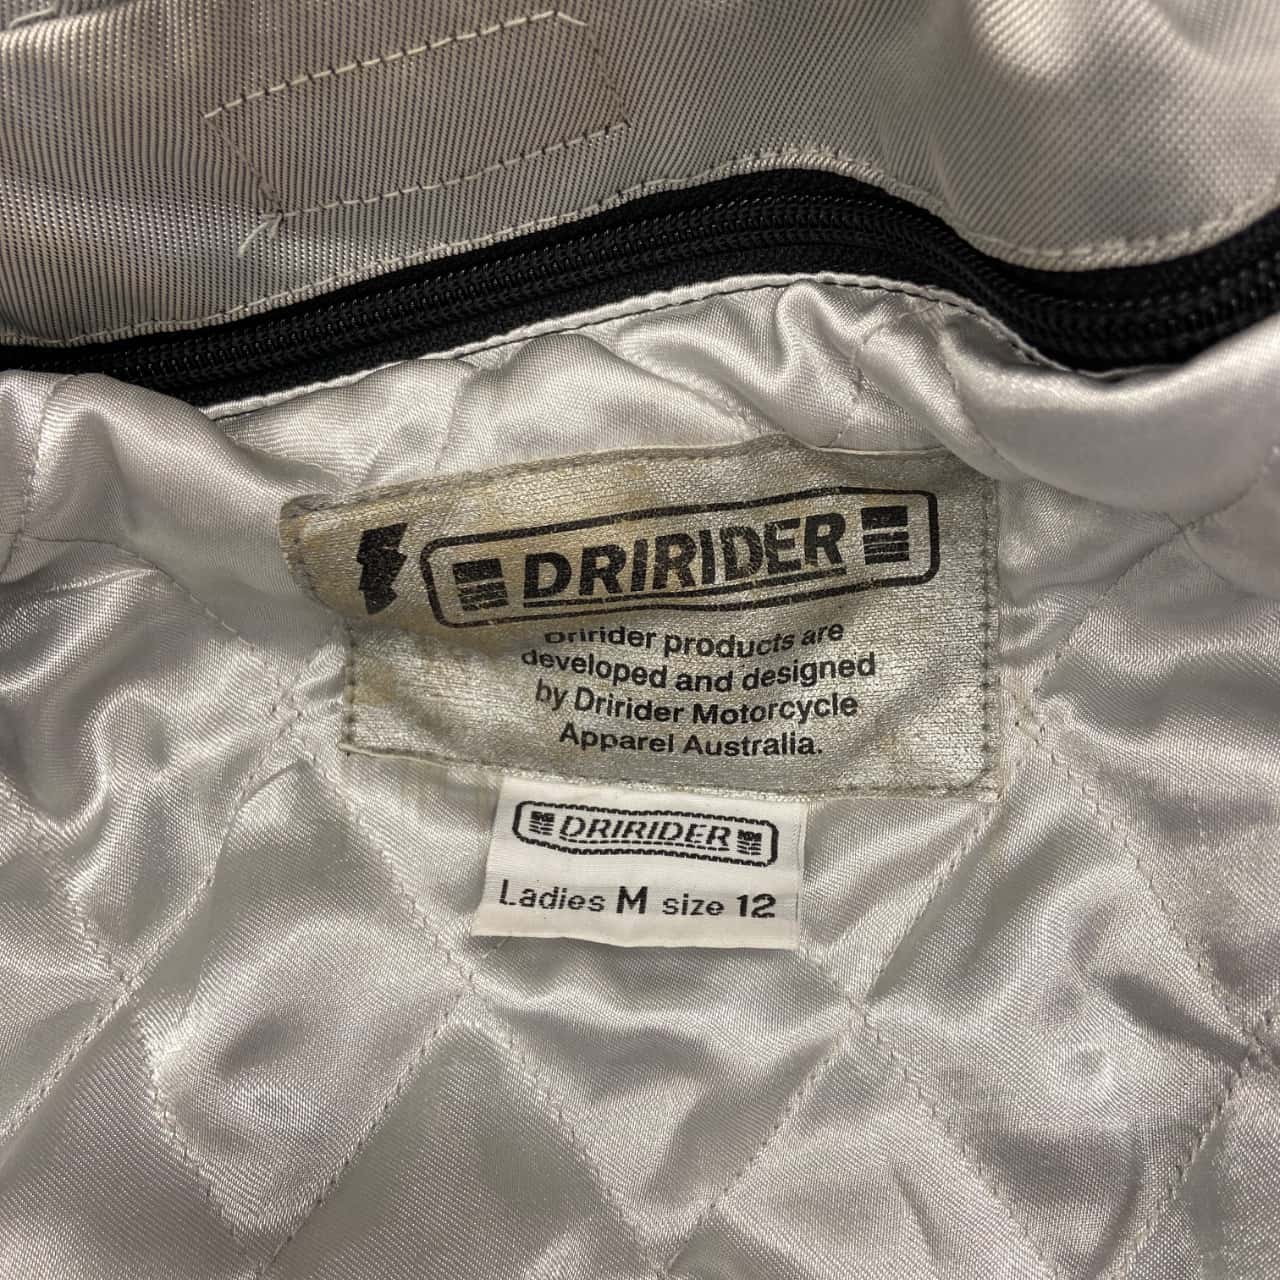 DRIRIDER
Dririder products are
developed and designed
by Dririder Motorcycle
Apparel Australia.
DRIRIDER
Ladies M size 12